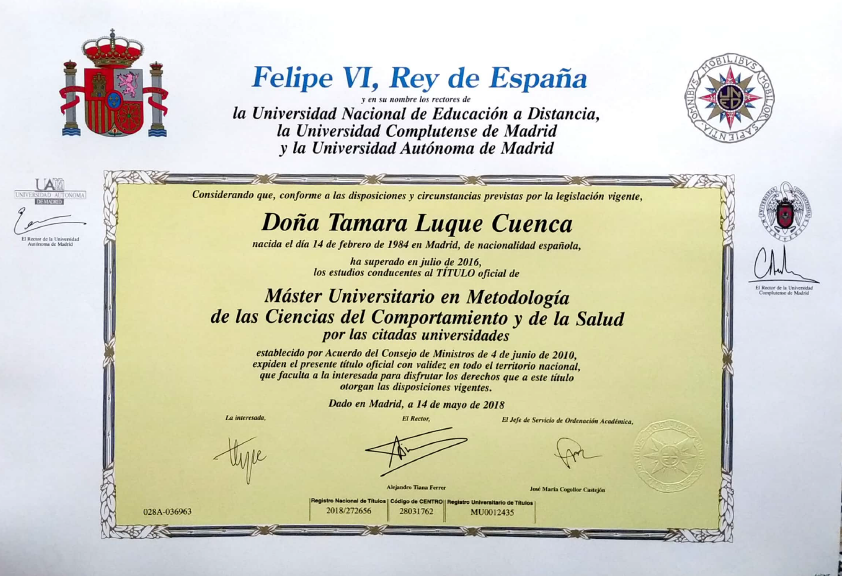 Felipe VI, Rey de España
y en su nombre los rectores de
la Universidad Nacional de Educación a Distancia,
la Universidad Complutense de Madrid
y la Universidad Autónoma de Madrid
OMNIBVS MOBILIBVS MOBILIOR SAPIENTIA
UAM
UNIVERSIDAD AUTONOMA
DE MADRID
El Rector de la Universidad
Autónoma de Madrid
El Rector de la Universidad
Complutense de Madrid
Considerando que, conforme a las disposiciones y circunstancias previstas por la legislación vigente,
Doña Tamara Luque Cuenca
nacida el día 14 de febrero de 1984 en Madrid, de nacionalidad española,
ha superado en julio de 2016,
los estudios conducentes al TÍTULO oficial de
Máster Universitario en Metodología
de las Ciencias del Comportamiento y de la Salud
por las citadas universidades
establecido por Acuerdo del Consejo de Ministros de 4 de junio de 2010,
expiden el presente título oficial con validez en todo el territorio nacional,
que faculta a la interesada para disfrutar los derechos que a este título
otorgan las disposiciones vigentes.
Dado en Madrid, a 14 de mayo de 2018
La interesada,
El Rector,
El Jefe de Servicio de Ordenación Académica,
Alejandro Tiana Ferrer
José María Cogollor Castejón
Registro Nacional de Títulos Código de CENTRO Registro Universitario de Títulos
028A-036963 2018/272656 28031762 MU0012435